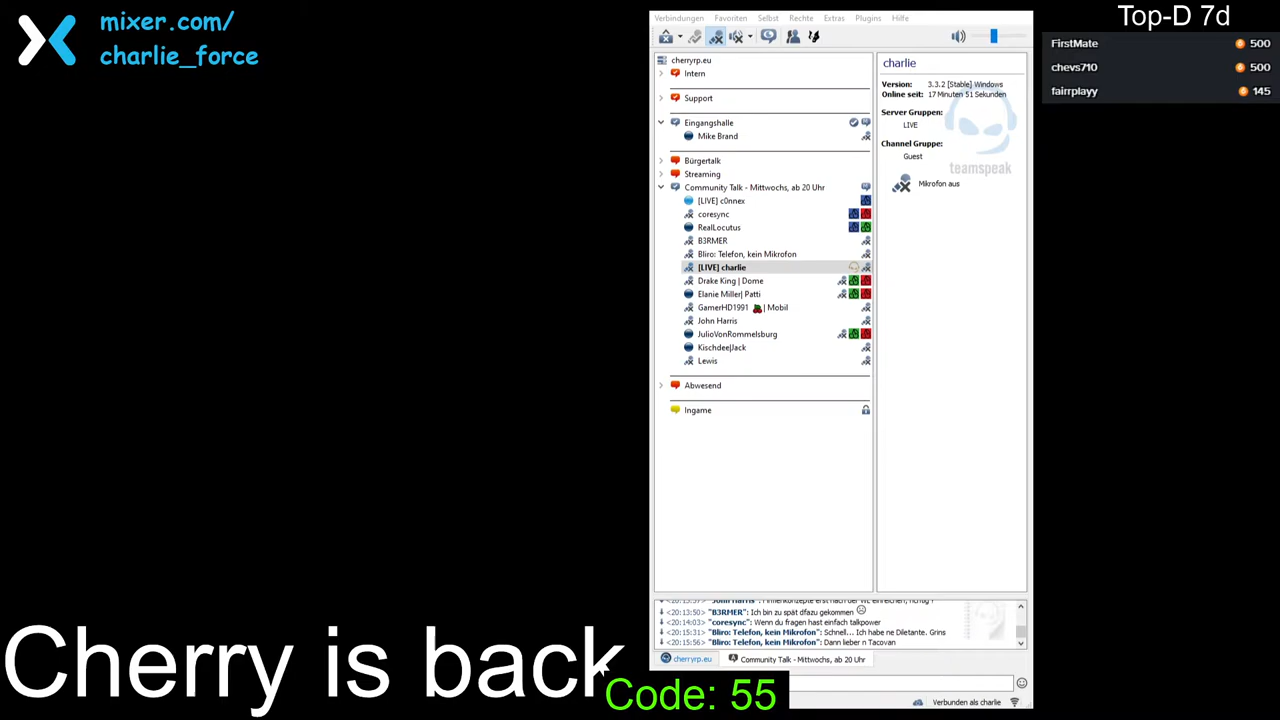 mixer.com/
charlie_force
Verbindungen Favoriten Selbst Rechte Extras Plugins Hilfe
cherryrp.eu
Intern
Support
Eingangshalle
Mike Brand
Bürgertalk
Streaming
Community Talk - Mittwochs, ab 20 Uhr
[LIVE] c0nnex
coresync
RealLocutus
B3RMER
Bliro: Telefon, kein Mikrofon
[LIVE] charlie
Drake King | Dome
Elanie Miller| Patti
GamerHD1991 | Mobil
John Harris
JulioVonRommelsburg
Kischdee|Jack
Lewis
Abwesend
Ingame
charlie
Version: 3.3.2 [Stable] Windows
Online seit: 17 Minuten 51 Sekunden
Server Gruppen:
LIVE
Channel Gruppe:
Guest
teamspeak
Mikrofon aus
<20:13:50> "B3RMER": Ich bin zu spät dfazu gekommen
<20:14:03> "coresync": Wenn du fragen hast einfach talkpower
<20:15:31> "Bliro: Telefon, kein Mikrofon": Schnell... Ich habe ne Diletante. Grins
<20:15:56> "Bliro: Telefon, kein Mikrofon": Dann lieber n Tacovan
cherryrp.eu Community Talk - Mittwochs, ab 20 Uhr
Verbunden als charlie
Top-D 7d
FirstMate 500
chevs710 500
fairrplayy 145
Cherry is back
Code: 55